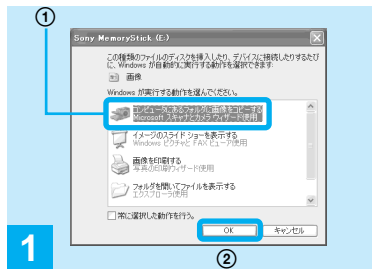 ①
Sony MemoryStick (E:)
この種類のファイルのディスクを挿入したり、デバイスに接続したりするたび
に、Windows が自動的に実行する動作を選択できます:
画像
Windows が実行する動作を選んでください。
コンピュータにあるフォルダに画像をコピーする
Microsoft スキャナとカメラ ウィザード使用
イメージのスライド ショーを表示する
Windows ピクチャと FAX ビューア使用
画像を印刷する
写真の印刷ウィザード使用
フォルダを開いてファイルを表示する
エクスプローラ使用
常に選択した動作を行う。
OK キャンセル
1
②